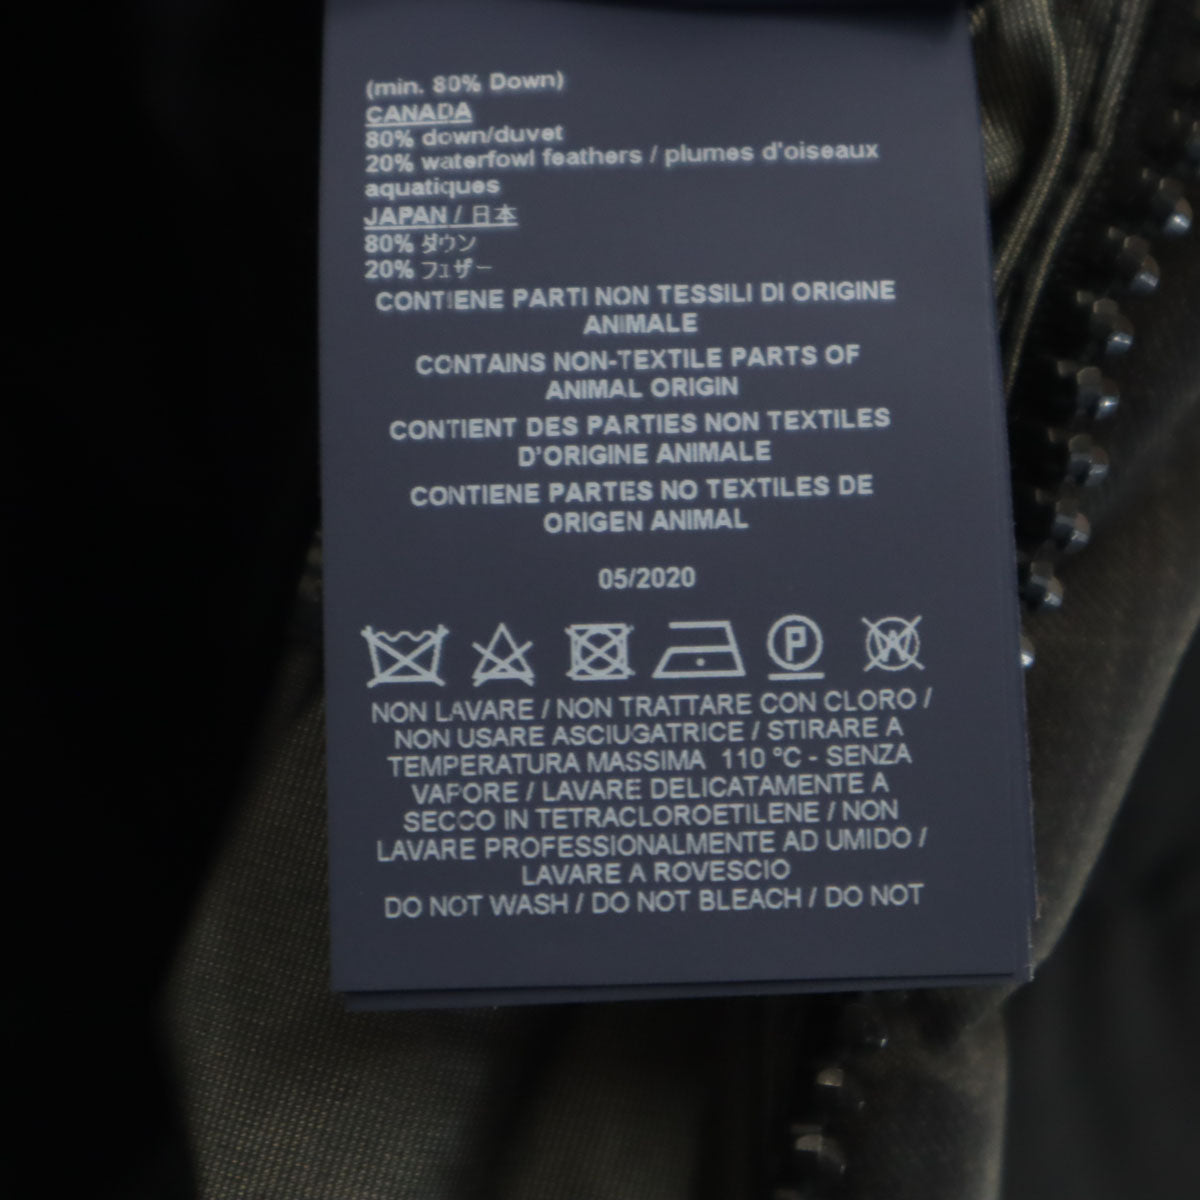 (min. 80% Down)
CANADA
80% down/duvet
20% waterfowl feathers / plumes d'oiseaux
aquatiques
JAPAN / 日本
80% ダウン
20% フェザー
CONTIENE PARTI NON TESSILI DI ORIGINE
ANIMALE
CONTAINS NON-TEXTILE PARTS OF
ANIMAL ORIGIN
CONTIENT DES PARTIES NON TEXTILES
D'ORIGINE ANIMALE
CONTIENE PARTES NO TEXTILES DE
ORIGEN ANIMAL
05/2020
P W
NON LAVARE / NON TRATTARE CON CLORO /
NON USARE ASCIUGATRICE / STIRARE A
TEMPERATURA MASSIMA 110 °C - SENZA
VAPORE / LAVARE DELICATAMENTE A
SECCO IN TETRACLOROETILENE / NON
LAVARE PROFESSIONALMENTE AD UMIDO /
LAVARE A ROVESCIO
DO NOT WASH / DO NOT BLEACH / DO NOT